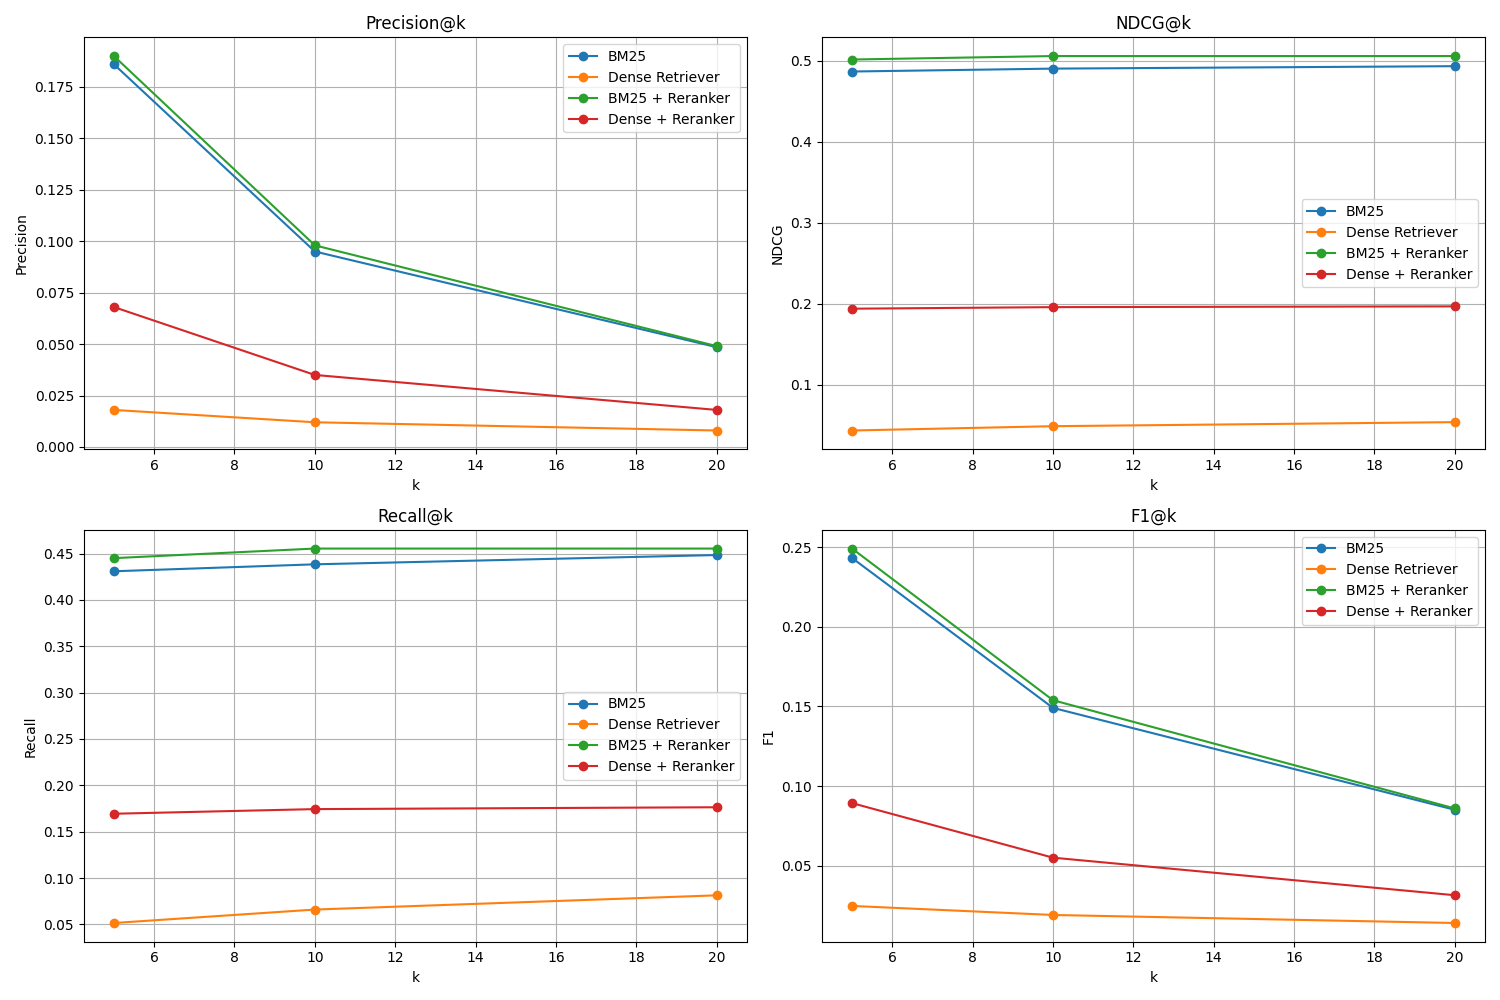 Precision@k
Precision
0.175
0.150
0.125
0.100
0.075
0.050
0.025
0.000
6 8 10 12 14 16 18 20
k
BM25
Dense Retriever
BM25 + Reranker
Dense + Reranker
NDCG@k
NDCG
0.5
0.4
0.3
0.2
0.1
6 8 10 12 14 16 18 20
k
BM25
Dense Retriever
BM25 + Reranker
Dense + Reranker
Recall@k
Recall
0.45
0.40
0.35
0.30
0.25
0.20
0.15
0.10
0.05
6 8 10 12 14 16 18 20
k
BM25
Dense Retriever
BM25 + Reranker
Dense + Reranker
F1@k
F1
0.25
0.20
0.15
0.10
0.05
6 8 10 12 14 16 18 20
k
BM25
Dense Retriever
BM25 + Reranker
Dense + Reranker